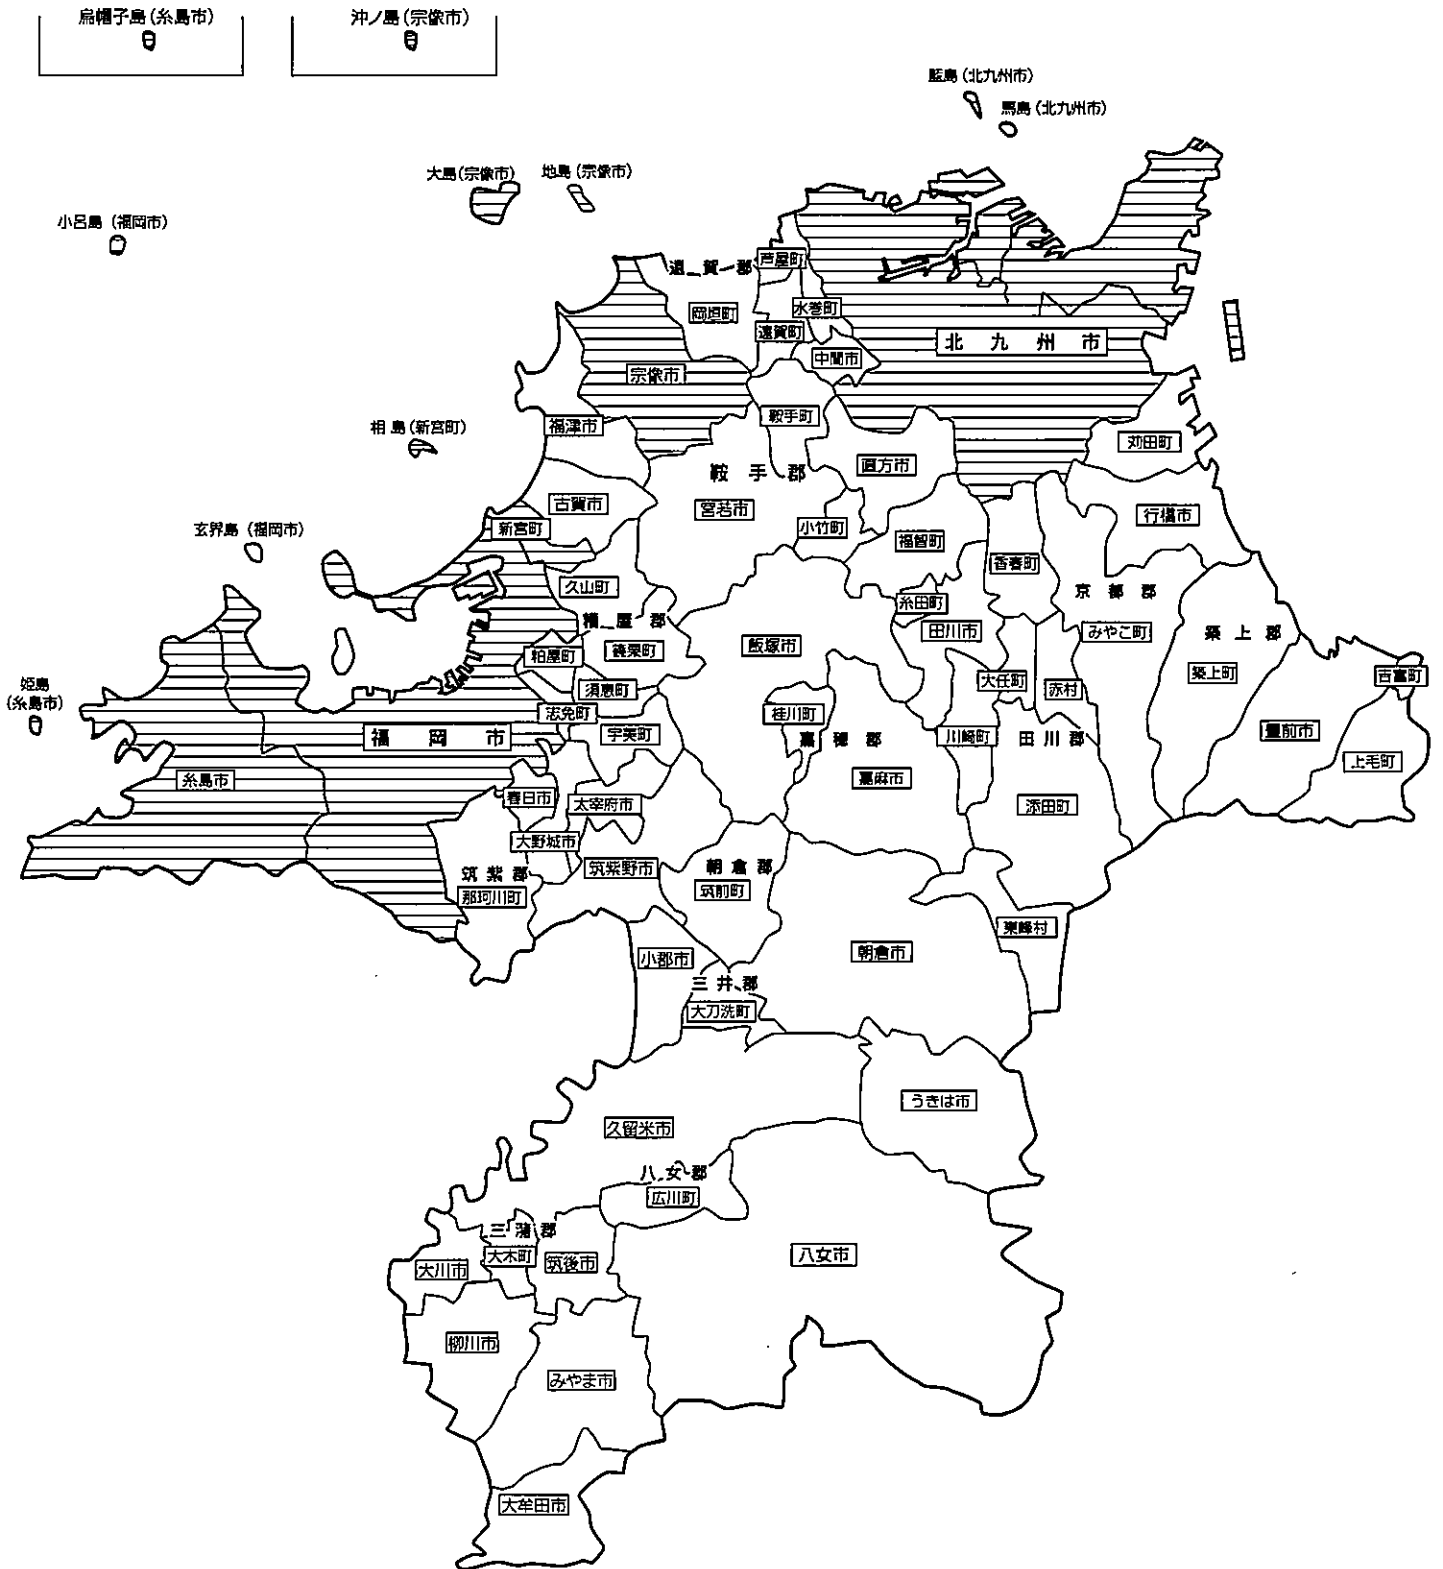 烏帽子島(糸島市)
沖ノ島(宗像市)
藍島(北九州市)
馬島(北九州市)
大島(宗像市)
地島(宗像市)
小呂島(福岡市)
遠賀郡
芦屋町
岡垣町
水巻町
遠賀町
北九州市
中間市
宗像市
鞍手町
相島(新宮町)
福津市
苅田町
直方市
鞍手郡
古賀市
宮若市
行橋市
玄界島(福岡市)
新宮町
小竹町
福智町
香春町
久山町
京都郡
糸田町
糟屋郡
田川市
みやこ町
築上郡
飯塚市
篠栗町
粕屋町
築上町
吉富町
大任町
赤村
須恵町
姫島
(糸島市)
志免町
桂川町
宇美町
福岡市
嘉穂郡
川崎町
田川郡
豊前市
上毛町
糸島市
嘉麻市
春日市
太宰府市
添田町
大野城市
筑紫野市
朝倉郡
筑紫郡
筑前町
那珂川町
東峰村
朝倉市
小郡市
三井郡
大刀洗町
うきは市
久留米市
八女郡
広川町
三潴郡
大木町
八女市
筑後市
大川市
柳川市
みやま市
大牟田市